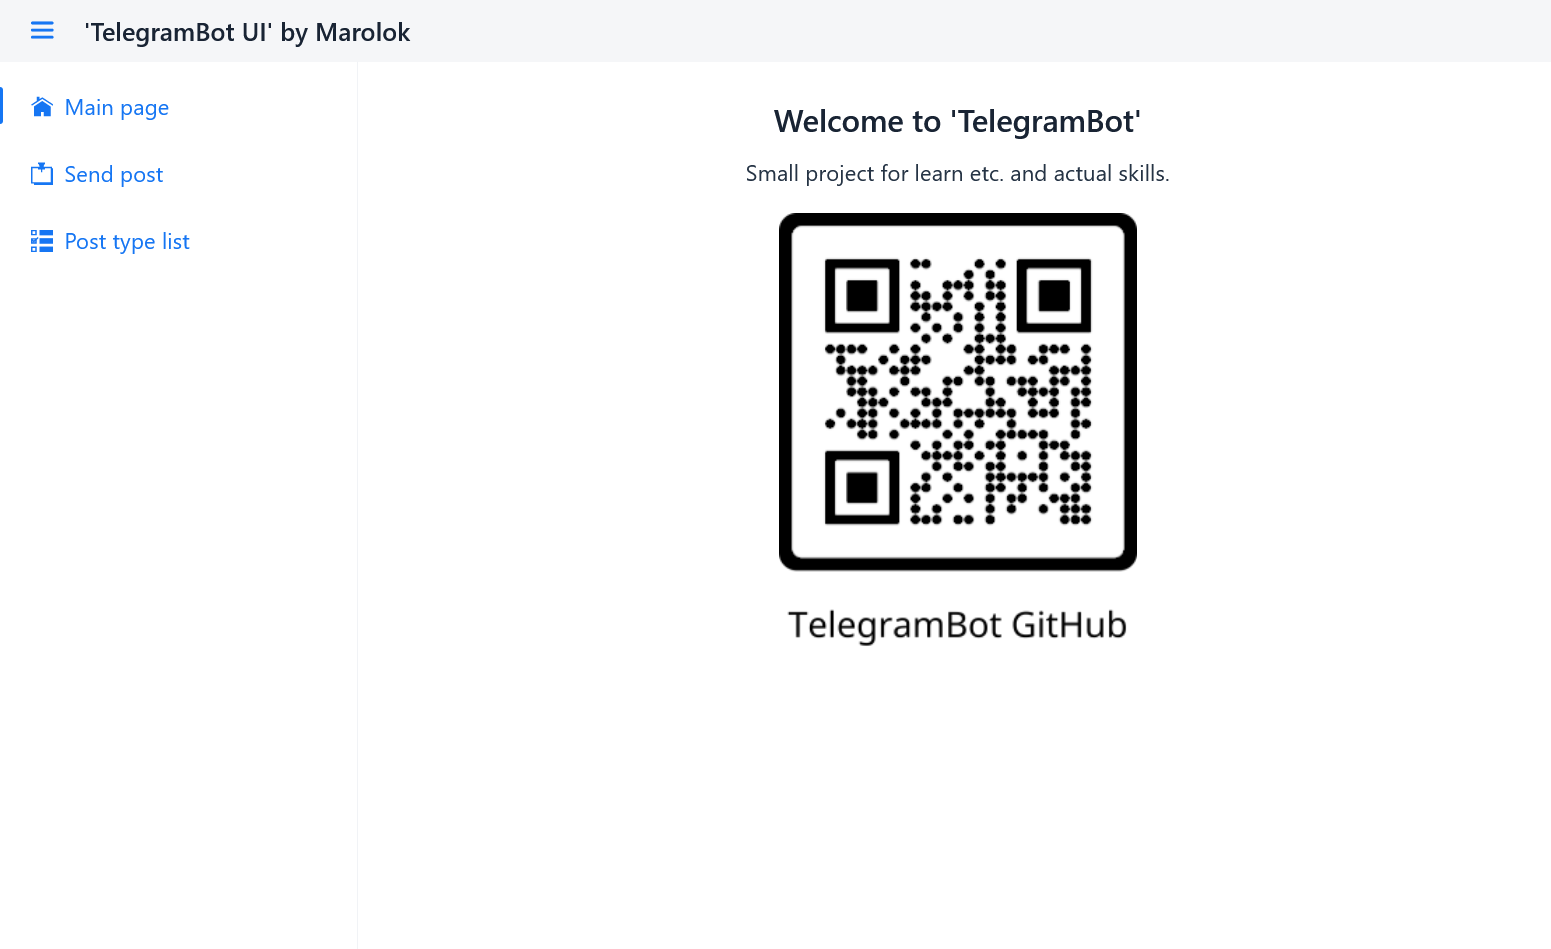 'TelegramBot UI' by Marolok
Main page
Send post
Post type list
Welcome to 'TelegramBot'
Small project for learn etc. and actual skills.
TelegramBot GitHub